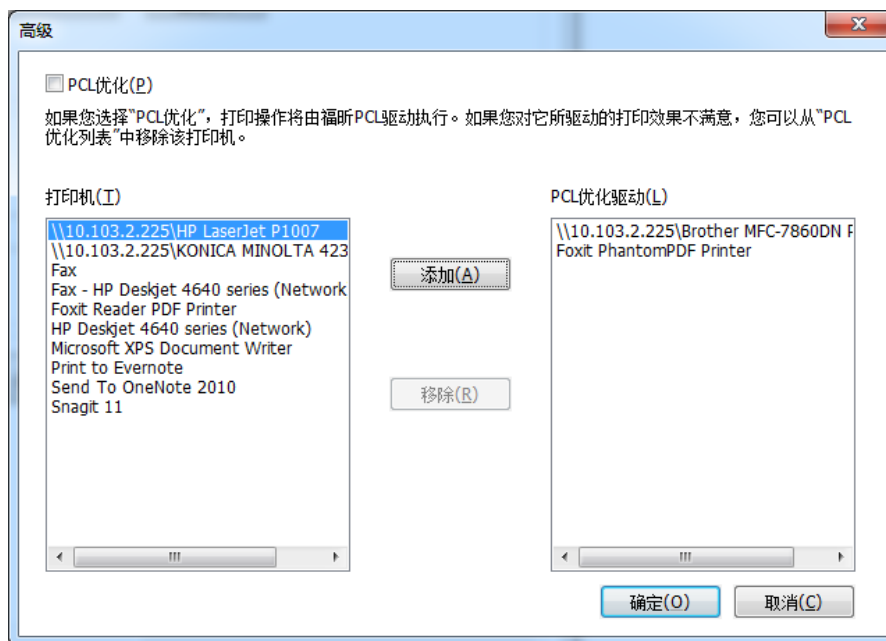 高级
PCL优化(P)
如果您选择“PCL优化”，打印操作将由福昕PCL驱动执行。如果您对它所驱动的打印效果不满意，您可以从“PCL
优化列表”中移除该打印机。
打印机(T)
PCL优化驱动(L)
\\10.103.2.225\HP LaserJet P1007
\\10.103.2.225\KONICA MINOLTA 423
Fax
Fax - HP Deskjet 4640 series (Network
Foxit Reader PDF Printer
HP Deskjet 4640 series (Network)
Microsoft XPS Document Writer
Print to Evernote
Send To OneNote 2010
Snagit 11
添加(A)
移除(R)
\\10.103.2.225\Brother MFC-7860DN P
Foxit PhantomPDF Printer
确定(O)
取消(C)